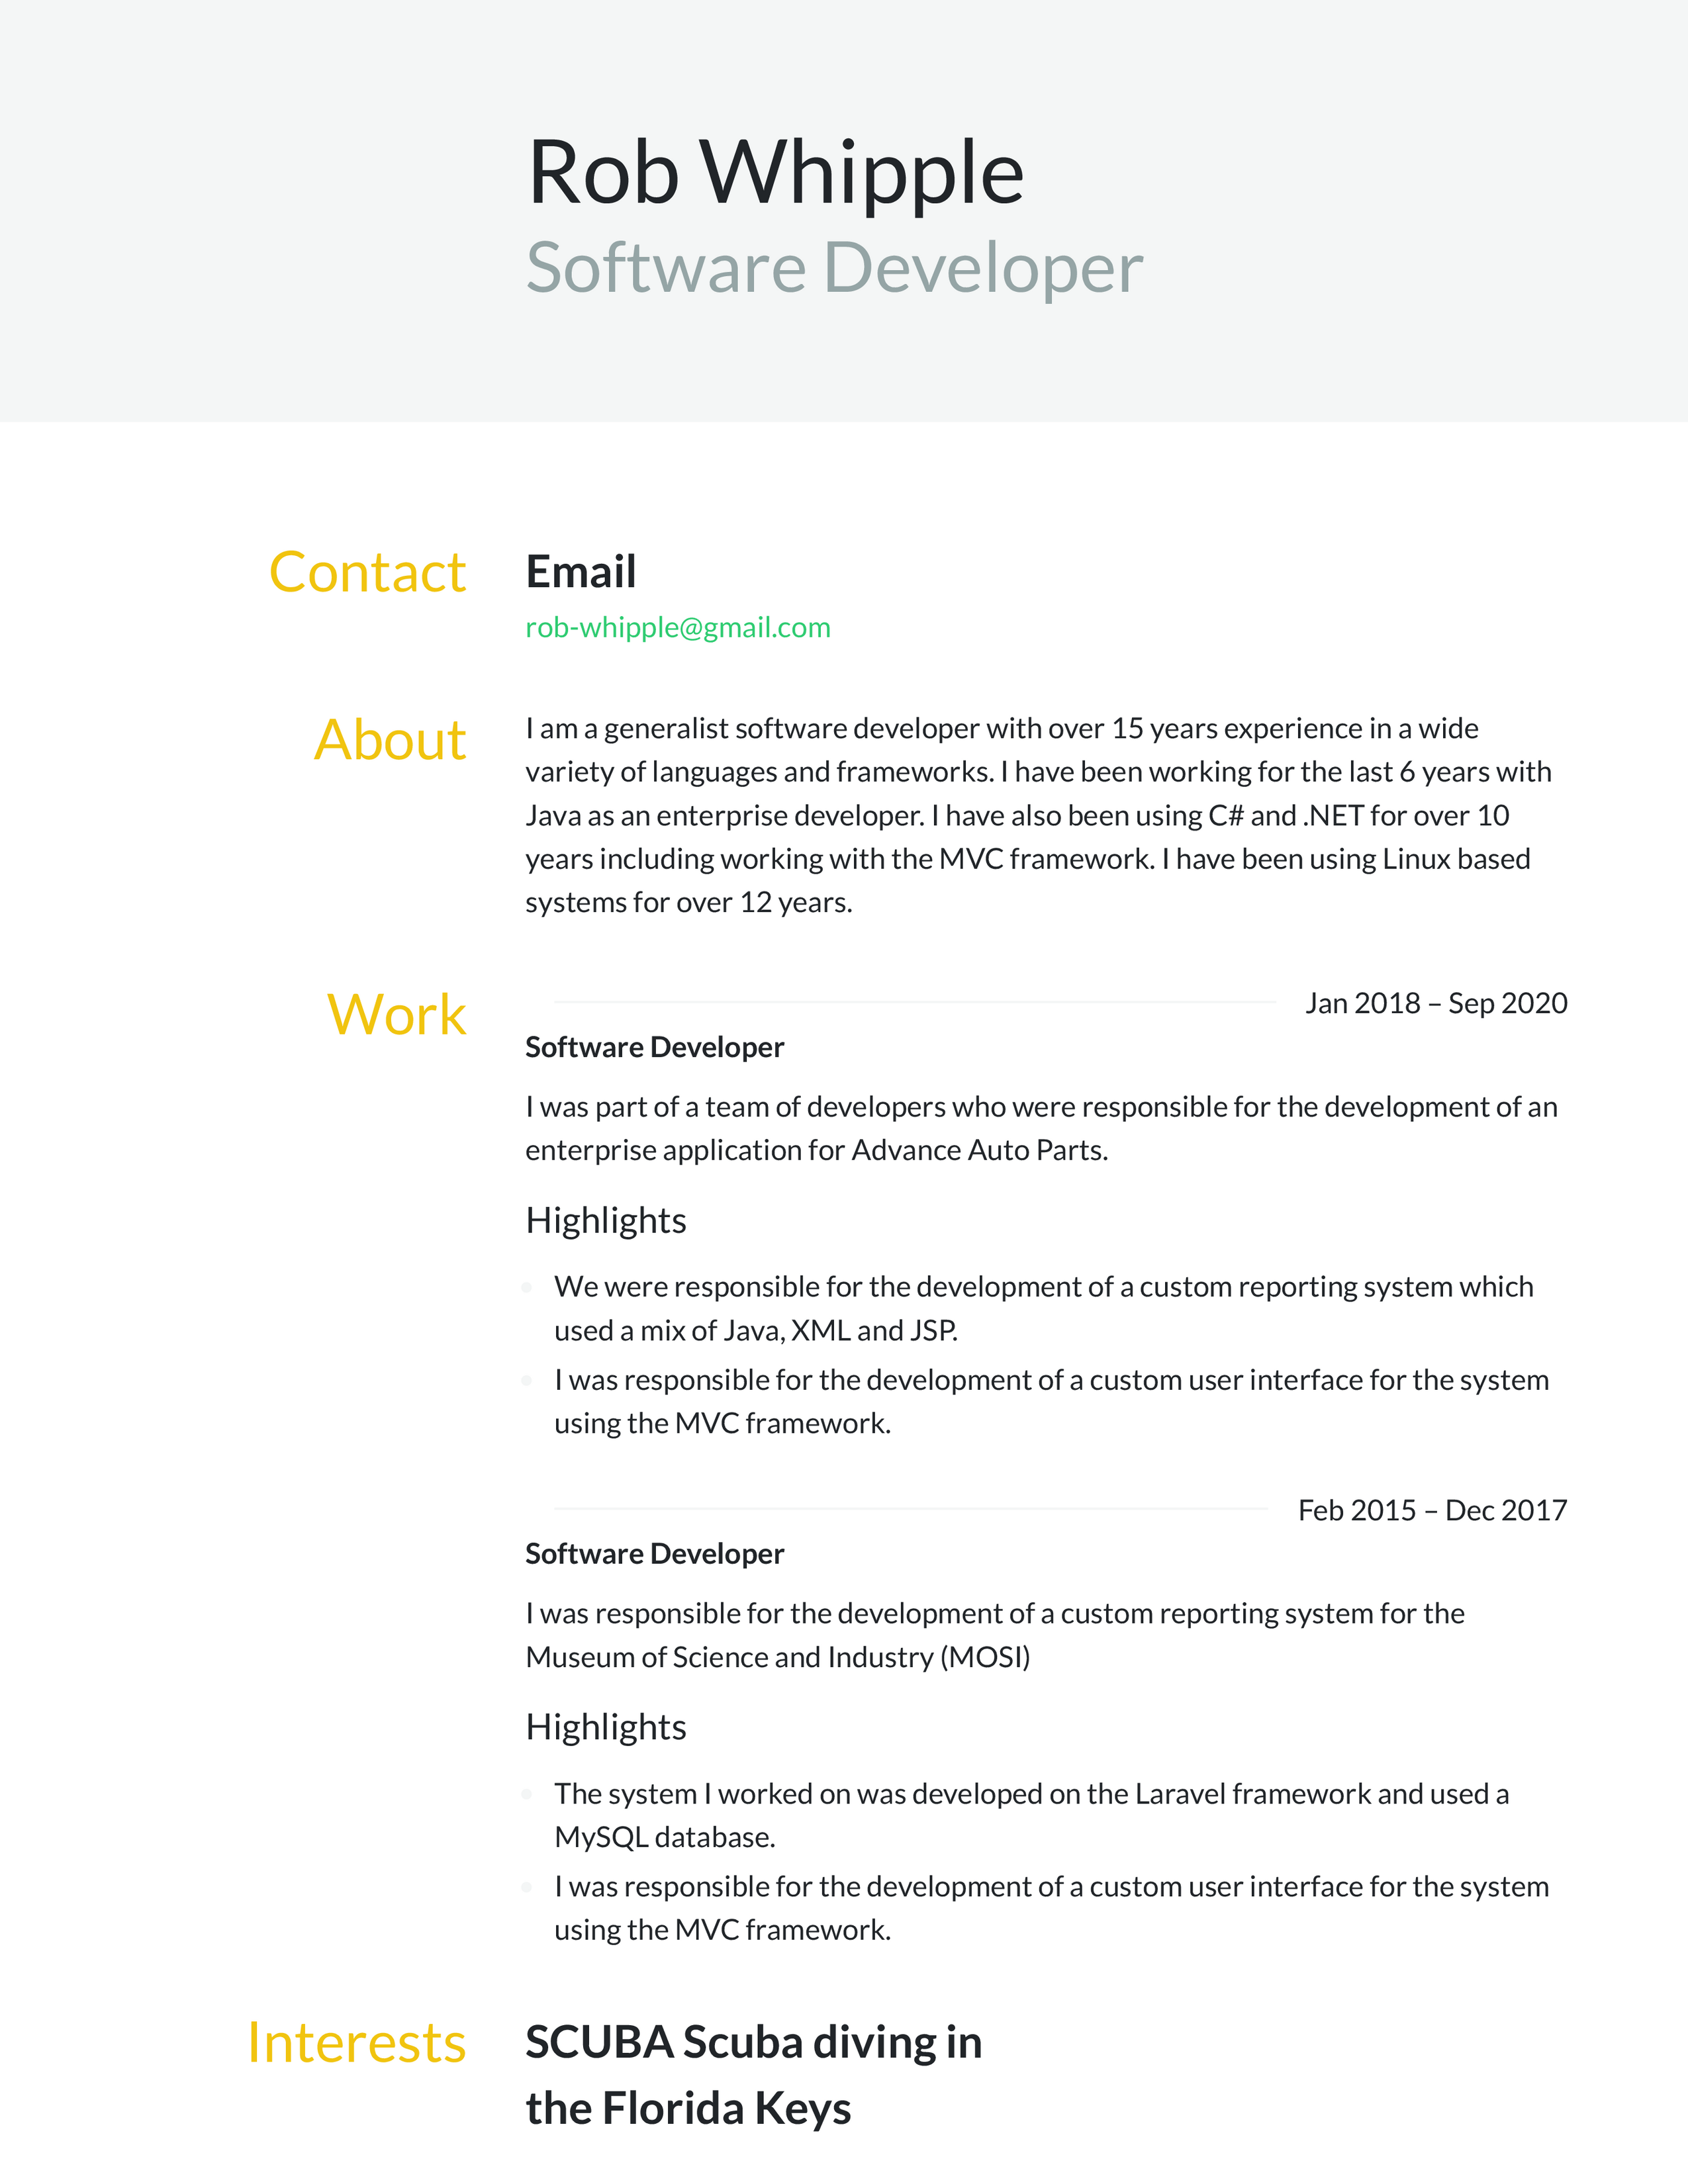 Rob Whipple
Software Developer
Contact
Email
rob-whipple@gmail.com
About
I am a generalist software developer with over 15 years experience in a wide
variety of languages and frameworks. I have been working for the last 6 years with
Java as an enterprise developer. I have also been using C# and .NET for over 10
years including working with the MVC framework. I have been using Linux based
systems for over 12 years.
Work
Jan 2018 – Sep 2020
Software Developer
I was part of a team of developers who were responsible for the development of an
enterprise application for Advance Auto Parts.
Highlights
We were responsible for the development of a custom reporting system which
used a mix of Java, XML and JSP.
I was responsible for the development of a custom user interface for the system
using the MVC framework.
Feb 2015 – Dec 2017
Software Developer
I was responsible for the development of a custom reporting system for the
Museum of Science and Industry (MOSI)
Highlights
The system I worked on was developed on the Laravel framework and used a
MySQL database.
I was responsible for the development of a custom user interface for the system
using the MVC framework.
Interests
SCUBA Scuba diving in
the Florida Keys